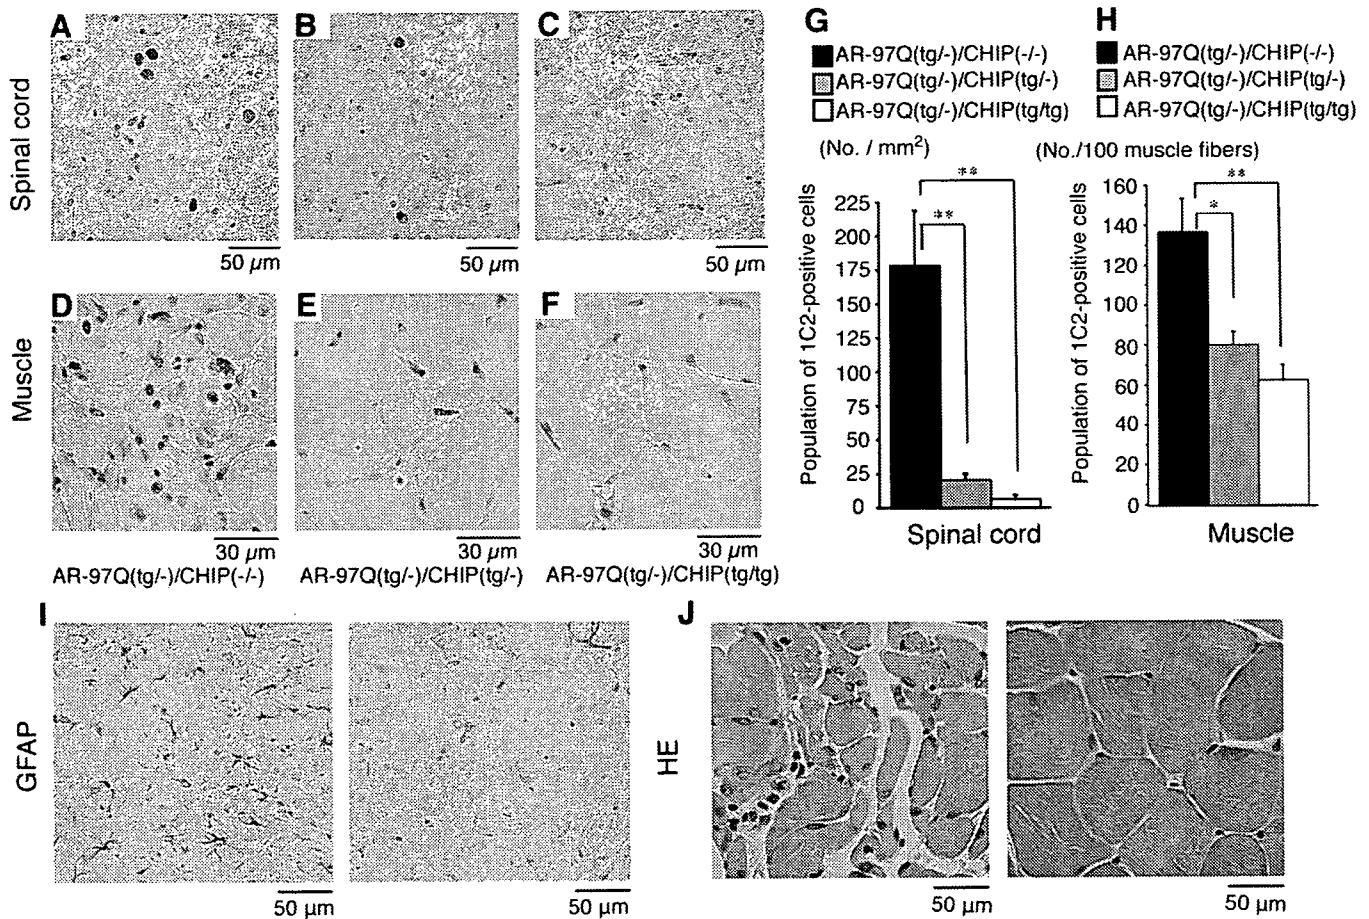 A
B
C
Spinal cord
50 µm
50 µm
50 µm
D
E
F
Muscle
30 µm
30 µm
30 µm
AR-97Q(tg/-)/CHIP(-/-)
AR-97Q(tg/-)/CHIP(tg/-)
AR-97Q(tg/-)/CHIP(tg/tg)
G
AR-97Q(tg/-)/CHIP(-/-)
AR-97Q(tg/-)/CHIP(tg/-)
AR-97Q(tg/-)/CHIP(tg/tg)
(No. / mm²)
Population of 1C2-positive cells
225
200
175
150
125
100
75
50
25
0
**
**
Spinal cord
H
AR-97Q(tg/-)/CHIP(-/-)
AR-97Q(tg/-)/CHIP(tg/-)
AR-97Q(tg/-)/CHIP(tg/tg)
(No./100 muscle fibers)
Population of 1C2-positive cells
160
140
120
100
80
60
40
20
0
**
*
Muscle
I
GFAP
50 µm
50 µm
J
HE
50 µm
50 µm